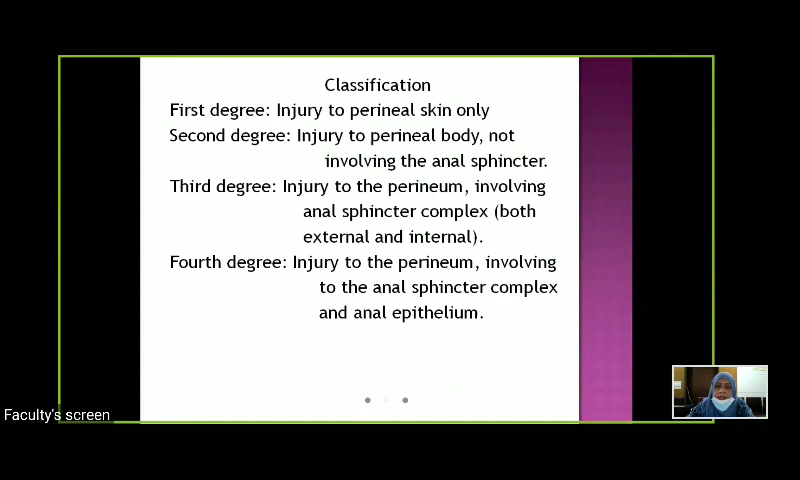 Classification
First degree: Injury to perineal skin only
Second degree: Injury to perineal body, not
involving the anal sphincter.
Third degree: Injury to the perineum, involving
anal sphincter complex (both
external and internal).
Fourth degree: Injury to the perineum, involving
to the anal sphincter complex
and anal epithelium.
Faculty's screen